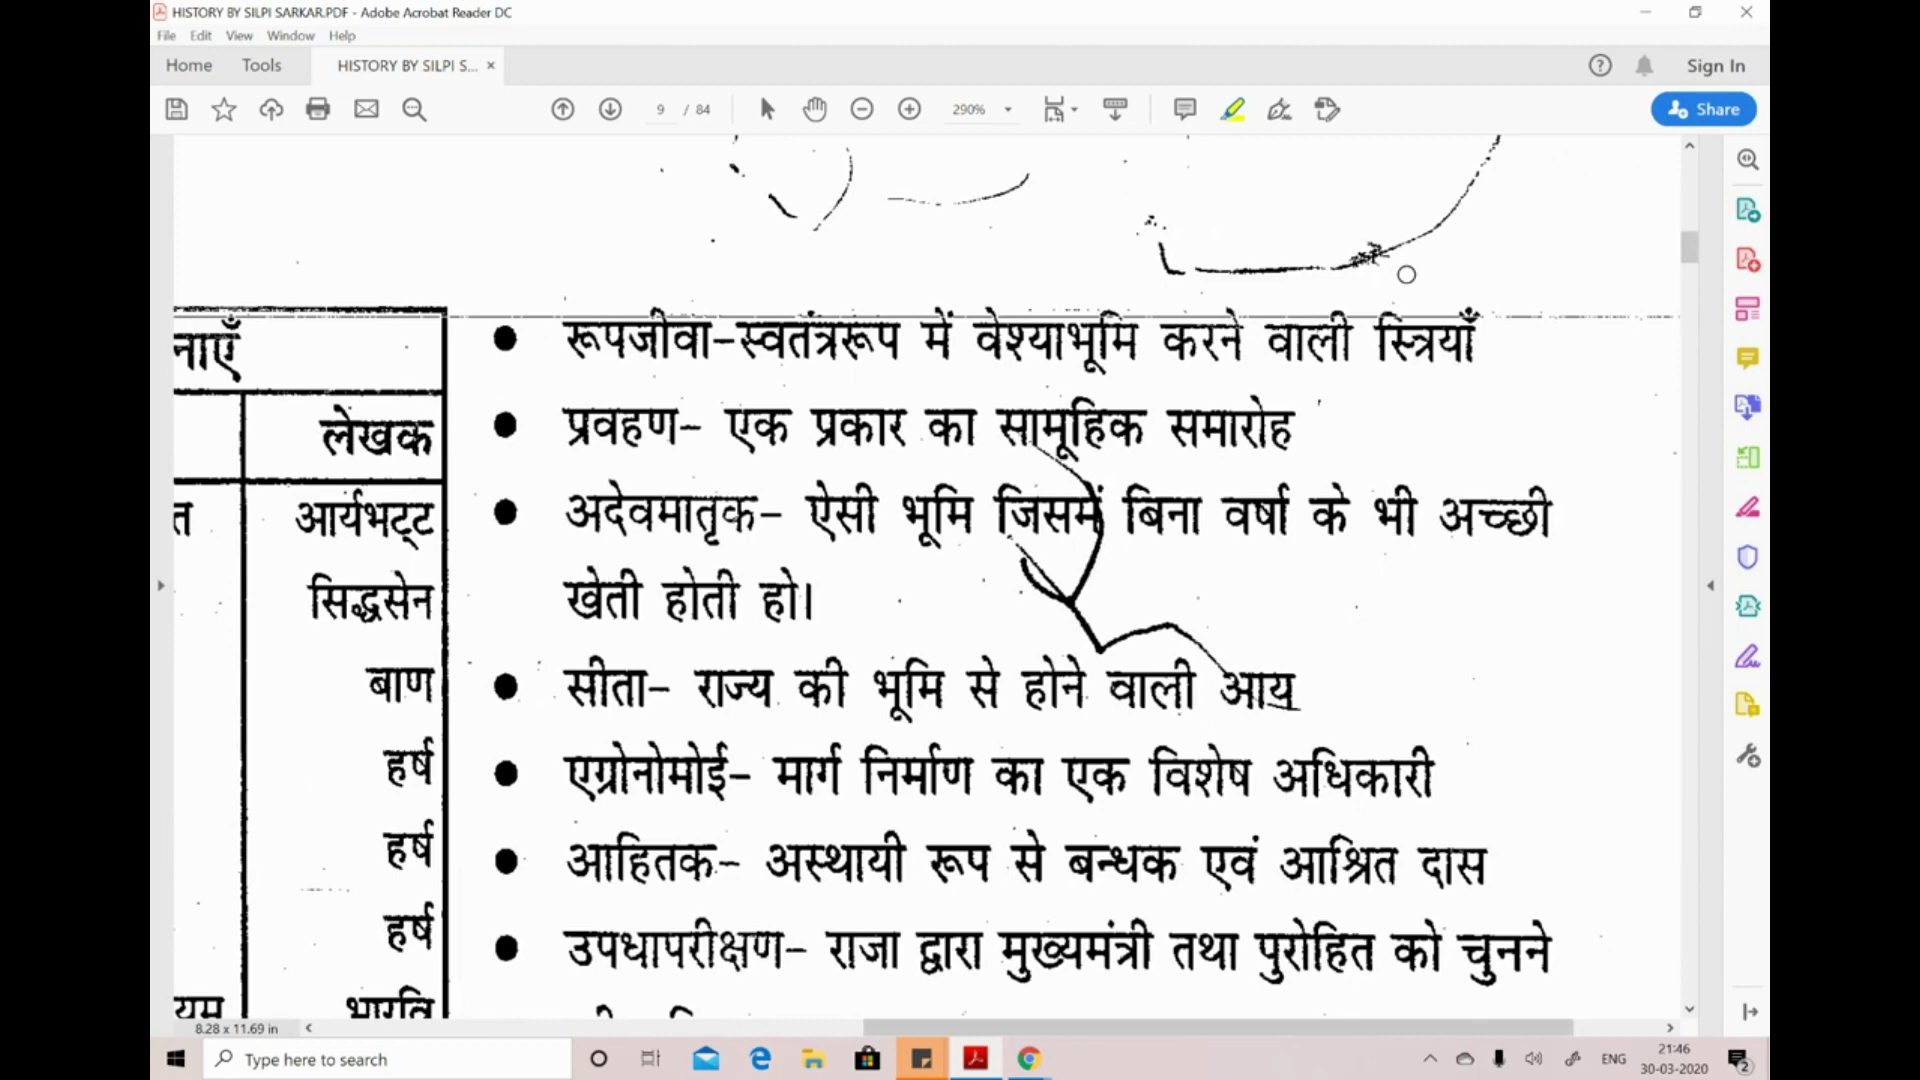 HISTORY BY SILPI SARKAR.PDF - Adobe Acrobat Reader DC
File Edit View Window Help
Home Tools HISTORY BY SILPI S... × Sign In
9 / 84 290% Share
नाएँ
लेखक
त आर्यभट्ट
सिद्धसेन
बाण
हर्ष
हर्ष
हर्ष
• रूपजीवा-स्वतंत्ररूप में वेश्याभूमि करने वाली स्त्रियाँ
• प्रवहण- एक प्रकार का सामूहिक समारोह
• अदेवमातृक- ऐसी भूमि जिसमें बिना वर्षा के भी अच्छी
खेती होती हो।
• सीता- राज्य की भूमि से होने वाली आय
• एग्रोनोमोई- मार्ग निर्माण का एक विशेष अधिकारी
• आहितक- अस्थायी रूप से बन्धक एवं आश्रित दास
• उपधापरीक्षण- राजा द्वारा मुख्यमंत्री तथा पुरोहित को चुनने
8.28 x 11.69 in
Type here to search
ENG 21:46
30-03-2020
2